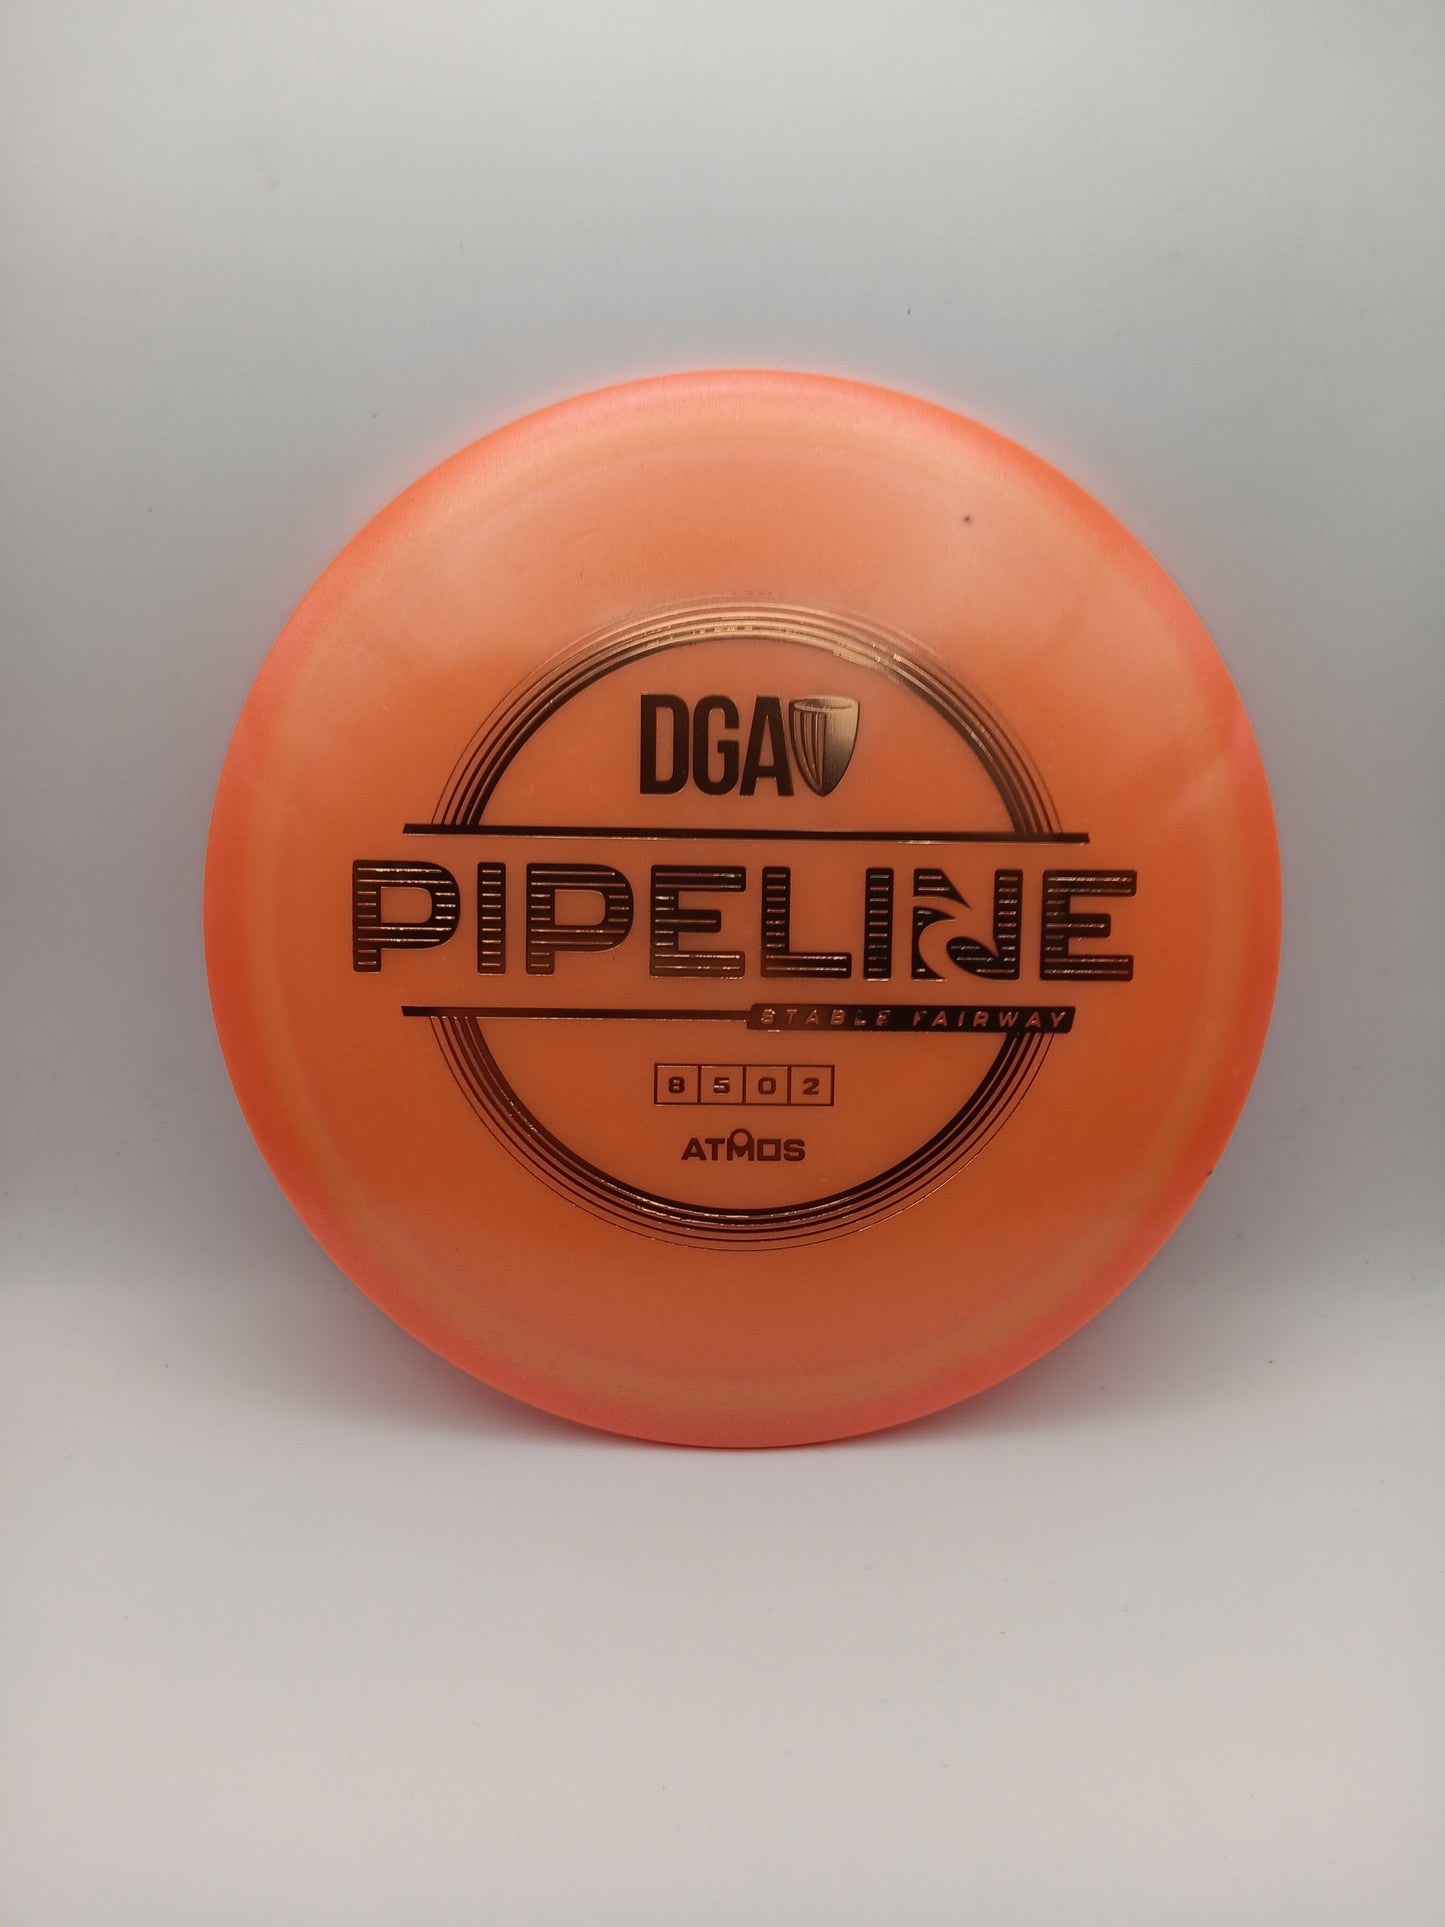 DGA
PIPELINE
STABLE FAIRWAY
8 5 0 2
ATMOS